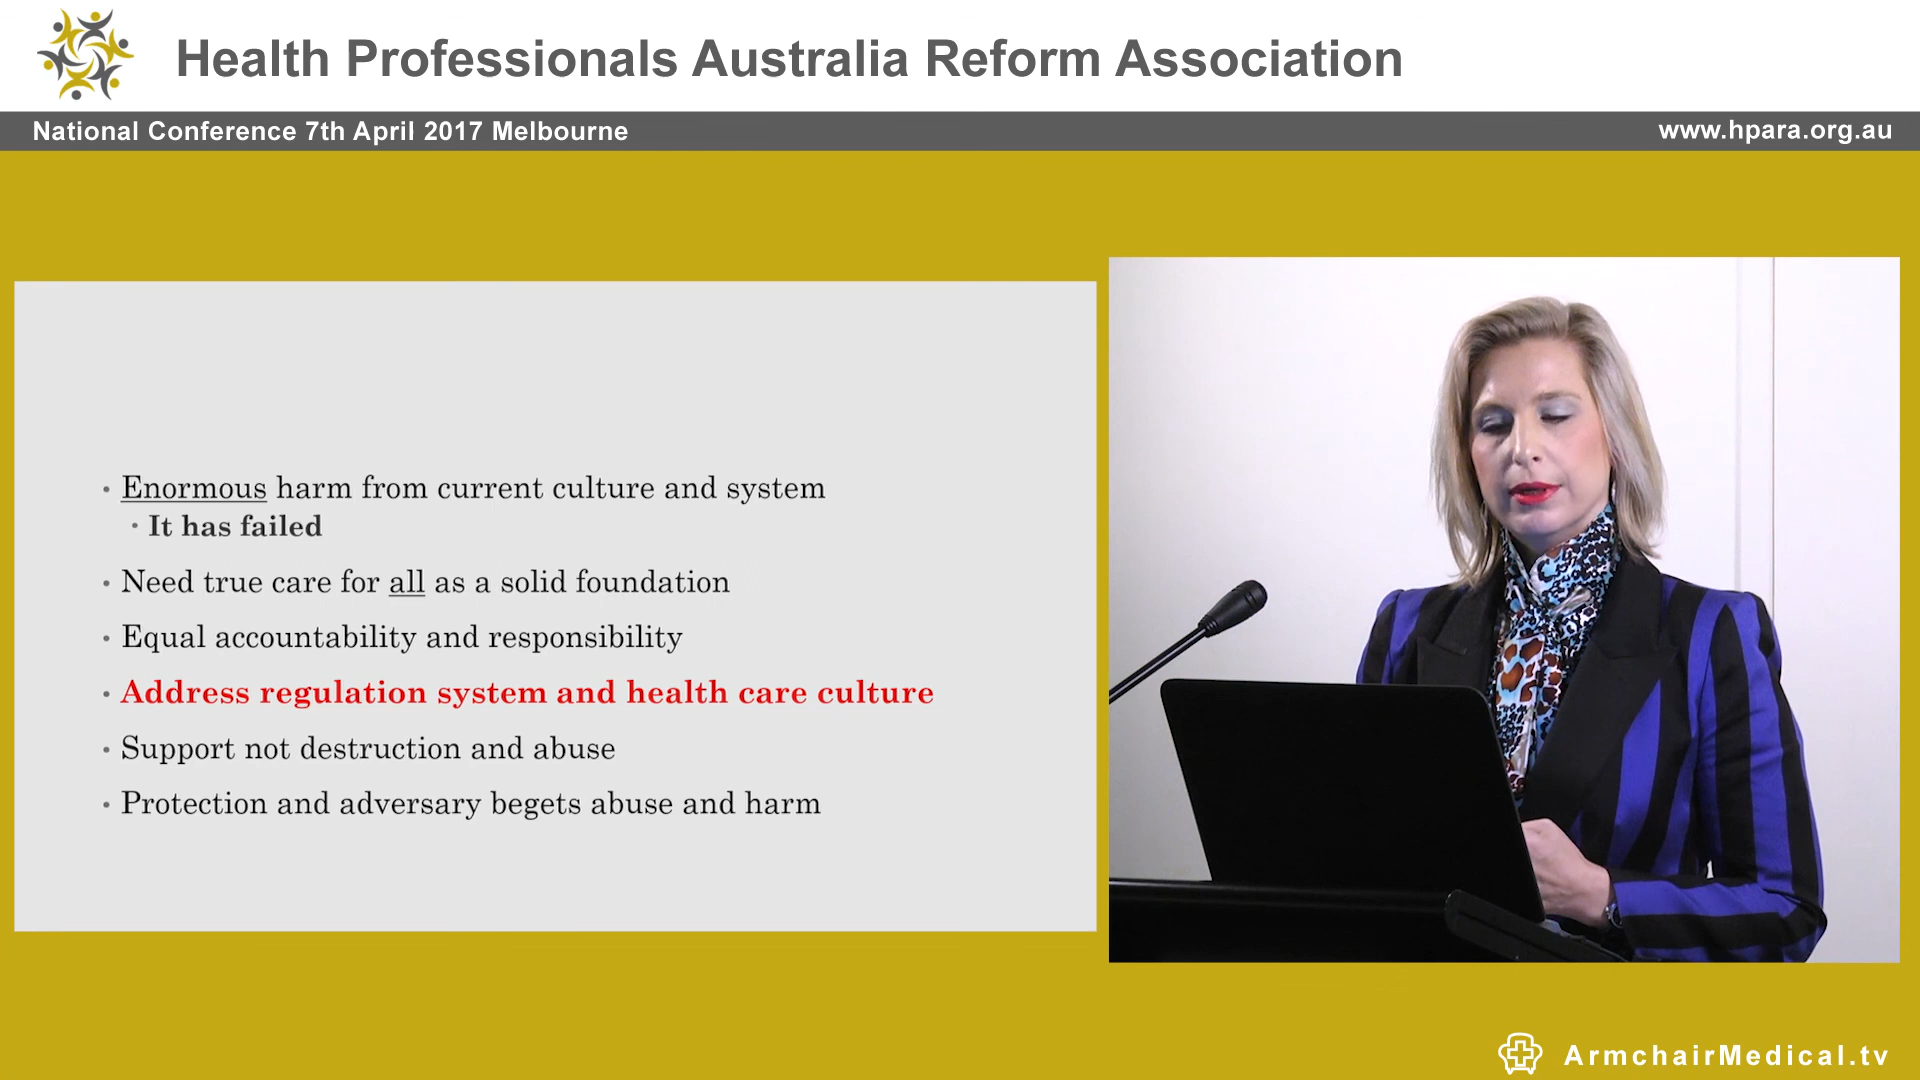 Health Professionals Australia Reform Association
National Conference 7th April 2017 Melbourne
www.hpara.org.au
• Enormous harm from current culture and system
• It has failed
• Need true care for all as a solid foundation
• Equal accountability and responsibility
• Address regulation system and health care culture
• Support not destruction and abuse
• Protection and adversary begets abuse and harm
ArmchairMedical.tv